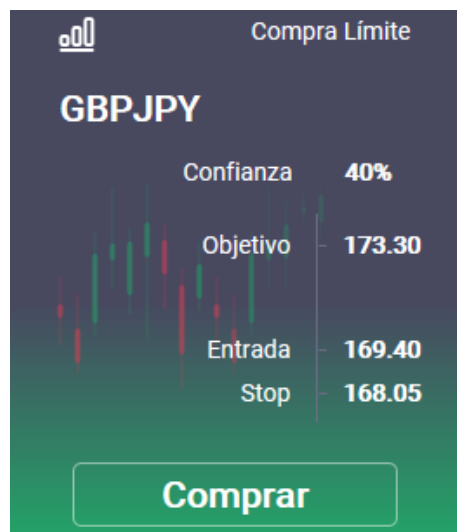 Compra Límite
GBPJPY
Confianza 40%
Objetivo 173.30
Entrada 169.40
Stop 168.05
Comprar